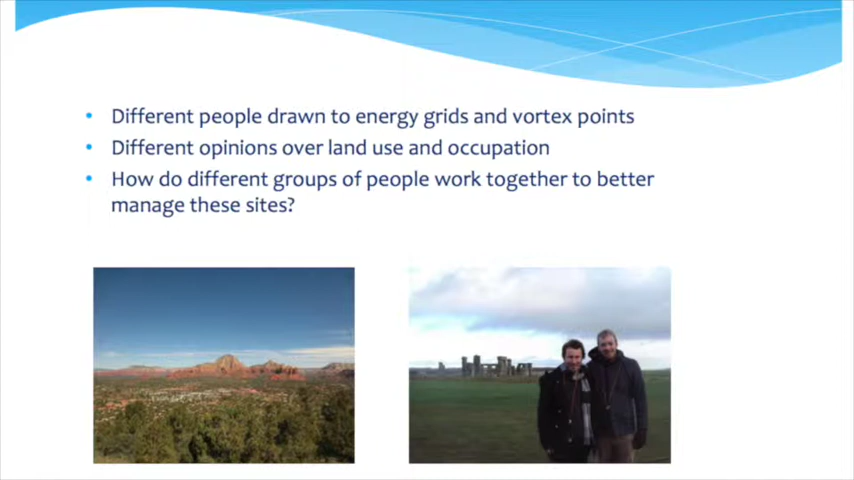 • Different people drawn to energy grids and vortex points
• Different opinions over land use and occupation
• How do different groups of people work together to better
manage these sites?